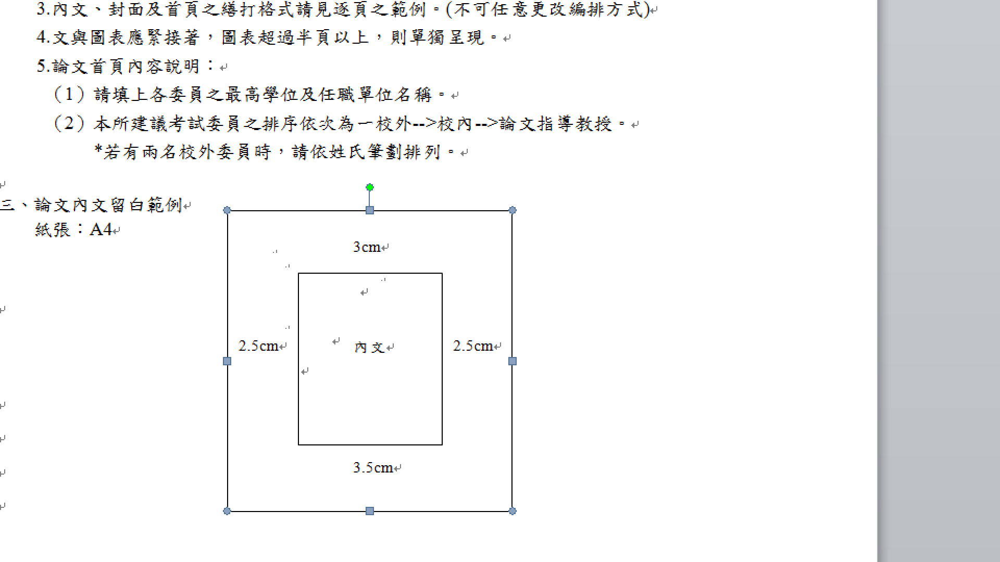 3.內文、封面及首頁之繕打格式請見逐頁之範例。(不可任意更改編排方式)
4.文與圖表應緊接著，圖表超過半頁以上，則單獨呈現。
5.論文首頁內容說明：
（1）請填上各委員之最高學位及任職單位名稱。
（2）本所建議考試委員之排序依次為一校外-->校內-->論文指導教授。
*若有兩名校外委員時，請依姓氏筆劃排列。
三、論文內文留白範例
紙張：A4
3cm
2.5cm
內文
2.5cm
3.5cm